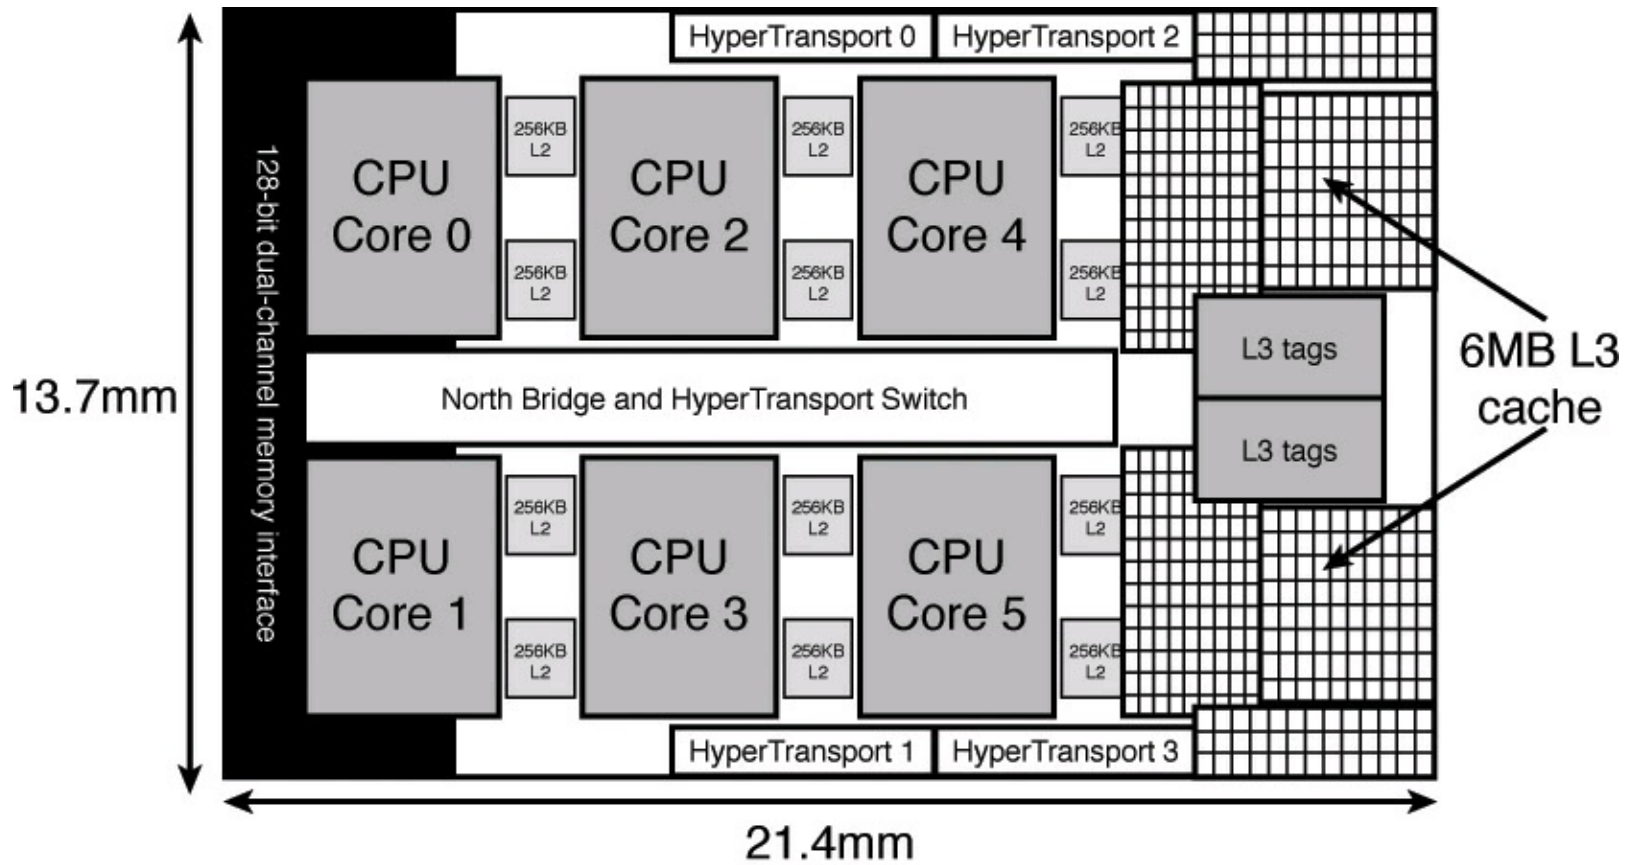 HyperTransport 0
HyperTransport 2
128-bit dual-channel memory interface
CPU
Core 0
256KB
L2
256KB
L2
CPU
Core 2
256KB
L2
256KB
L2
CPU
Core 4
256KB
L2
256KB
L2
13.7mm
North Bridge and HyperTransport Switch
L3 tags
L3 tags
6MB L3
cache
CPU
Core 1
256KB
L2
256KB
L2
CPU
Core 3
256KB
L2
256KB
L2
CPU
Core 5
256KB
L2
256KB
L2
HyperTransport 1
HyperTransport 3
21.4mm